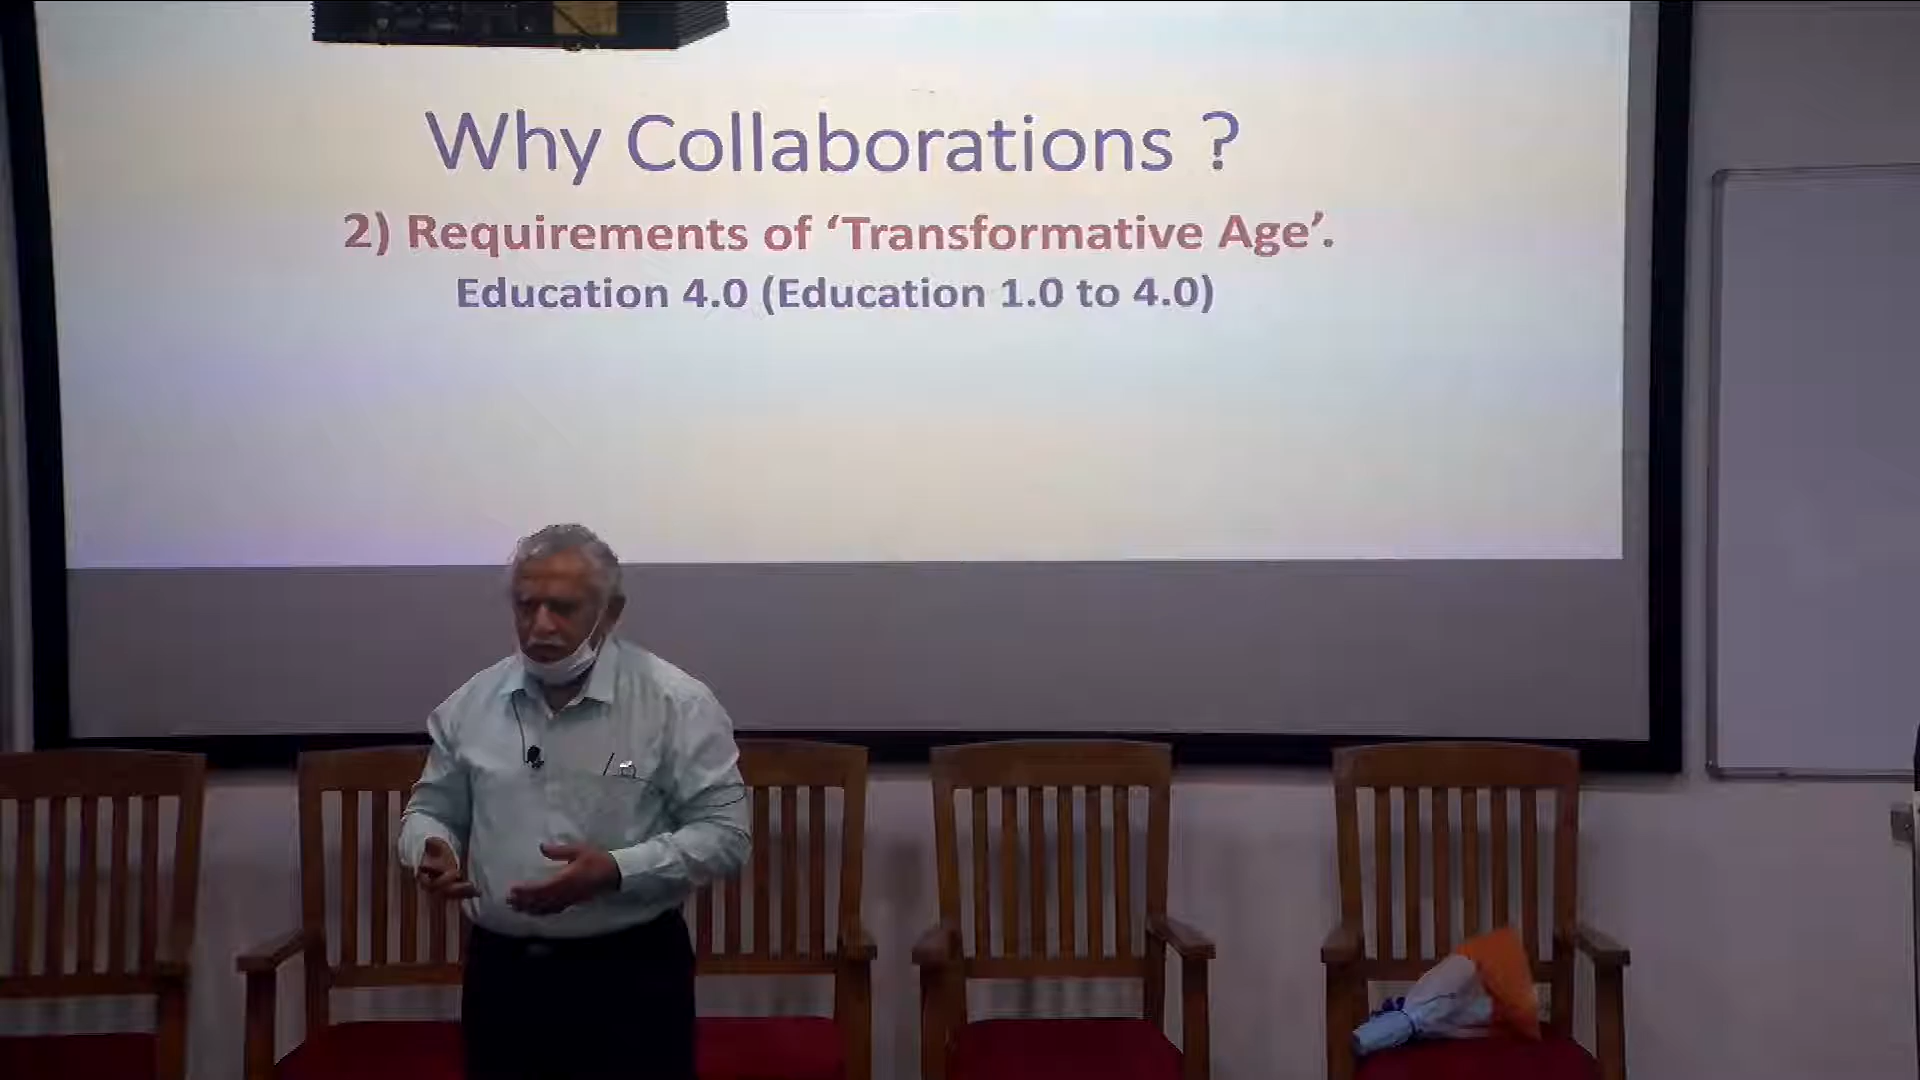 Why Collaborations ?
2) Requirements of ‘Transformative Age’.
Education 4.0 (Education 1.0 to 4.0)